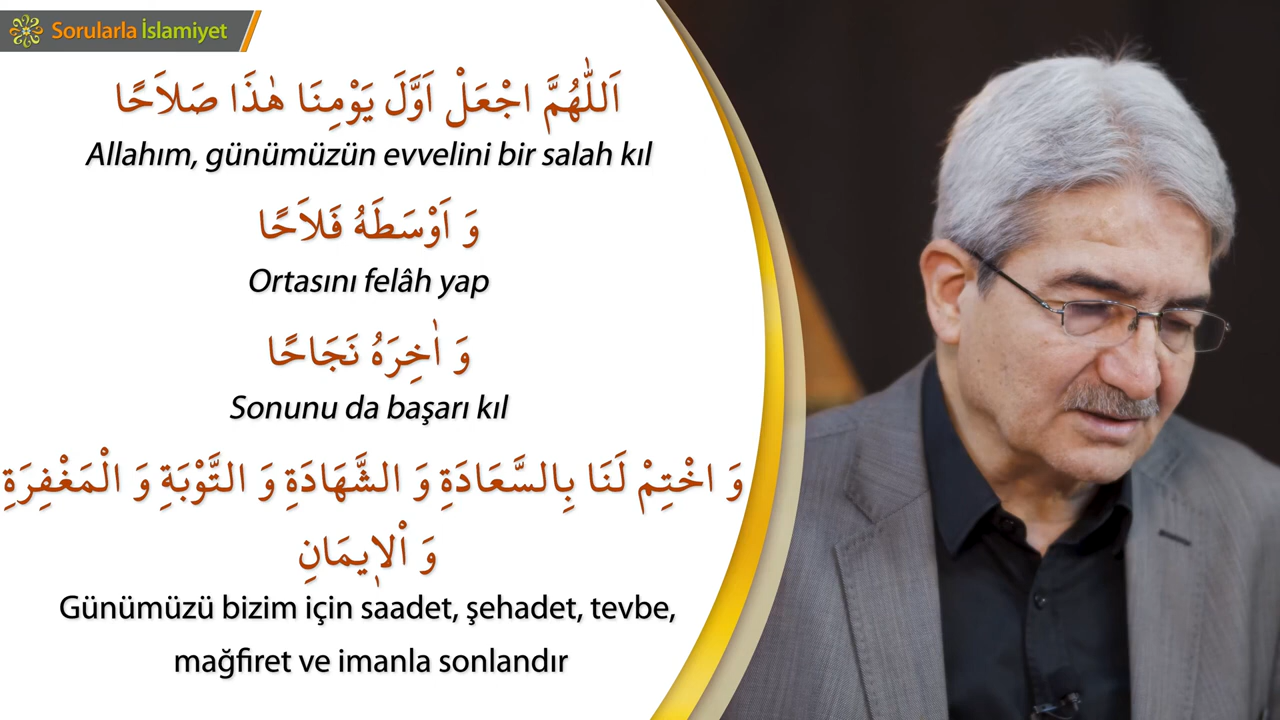 Sorularla İslamiyet
اَللّٰهُمَّ اجْعَلْ اَوَّلَ يَوْمِنَا هٰذَا صَلاَحًا
Allahım, günümüzün evvelini bir salah kıl
وَ اَوْسَطَهُ فَلاَحًا
Ortasını felâh yap
وَ اٰخِرَهُ نَجَاحًا
Sonunu da başarı kıl
وَ اخْتِمْ لَنَا بِالسَّعَادَةِ وَ الشَّهَادَةِ وَ التَّوْبَةِ وَ الْمَغْفِرَةِ
وَ اْلاٖيمَانِ
Günümüzü bizim için saadet, şehadet, tevbe,
mağfiret ve imanla sonlandır